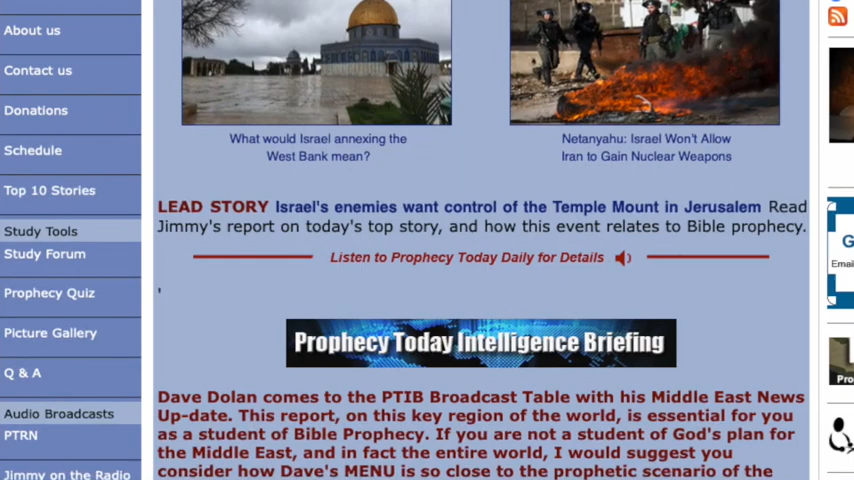 About us
Contact us
Donations
Schedule
Top 10 Stories
Study Tools
Study Forum
Prophecy Quiz
Picture Gallery
Q & A
Audio Broadcasts
PTRN
Jimmy on the Radio
What would Israel annexing the
West Bank mean?
Netanyahu: Israel Won't Allow
Iran to Gain Nuclear Weapons
LEAD STORY Israel's enemies want control of the Temple Mount in Jerusalem Read
Jimmy's report on today's top story, and how this event relates to Bible prophecy.
Listen to Prophecy Today Daily for Details
'
Prophecy Today Intelligence Briefing
Dave Dolan comes to the PTIB Broadcast Table with his Middle East News
Up-date. This report, on this key region of the world, is essential for you
as a student of Bible Prophecy. If you are not a student of God's plan for
the Middle East, and in fact the entire world, I would suggest you
consider how Dave's MENU is so close to the prophetic scenario of the
G
Email
Pro